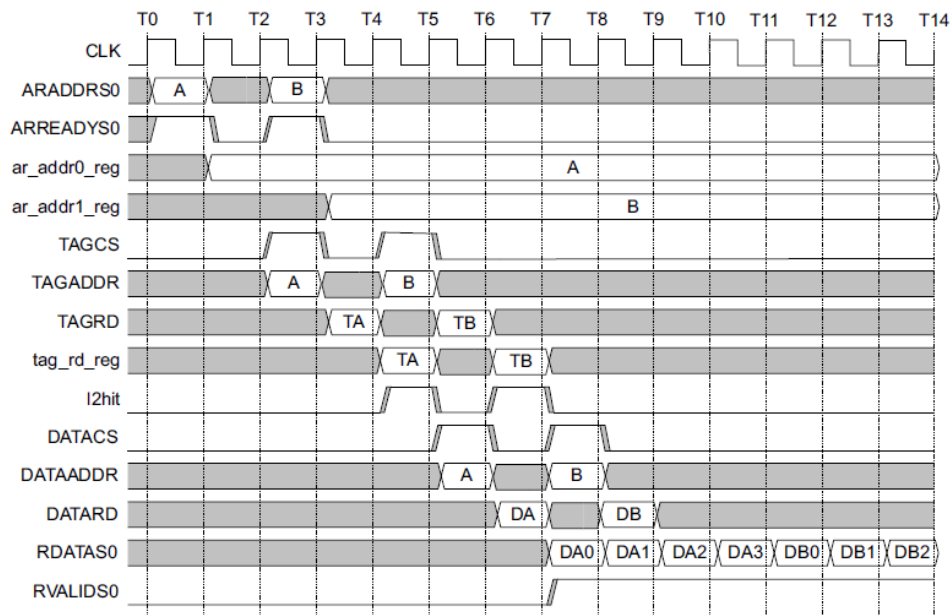 T0 T1 T2 T3 T4 T5 T6 T7 T8 T9 T10 T11 T12 T13 T14
CLK
ARADDRS0 A B
ARREADYS0
ar_addr0_reg A
ar_addr1_reg B
TAGCS
TAGADDR A B
TAGRD TA TB
tag_rd_reg TA TB
l2hit
DATACS
DATAADDR A B
DATARD DA DB
RDATAS0 DA0 DA1 DA2 DA3 DB0 DB1 DB2
RVALIDS0